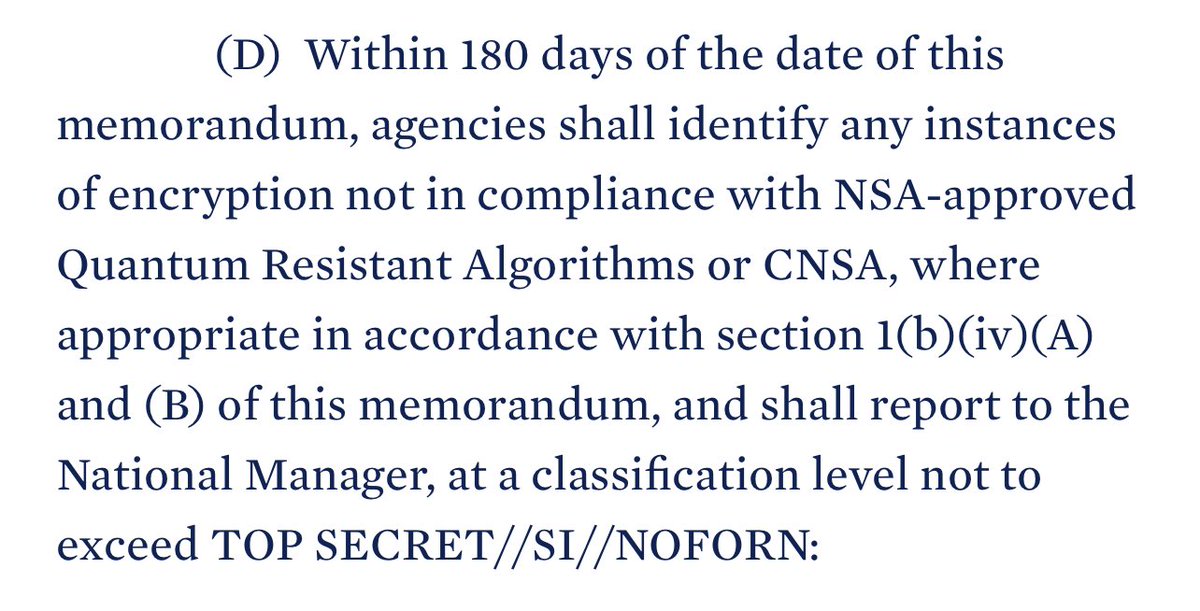 (D) Within 180 days of the date of this
memorandum, agencies shall identify any instances
of encryption not in compliance with NSA-approved
Quantum Resistant Algorithms or CNSA, where
appropriate in accordance with section 1(b)(iv)(A)
and (B) of this memorandum, and shall report to the
National Manager, at a classification level not to
exceed TOP SECRET//SI//NOFORN: